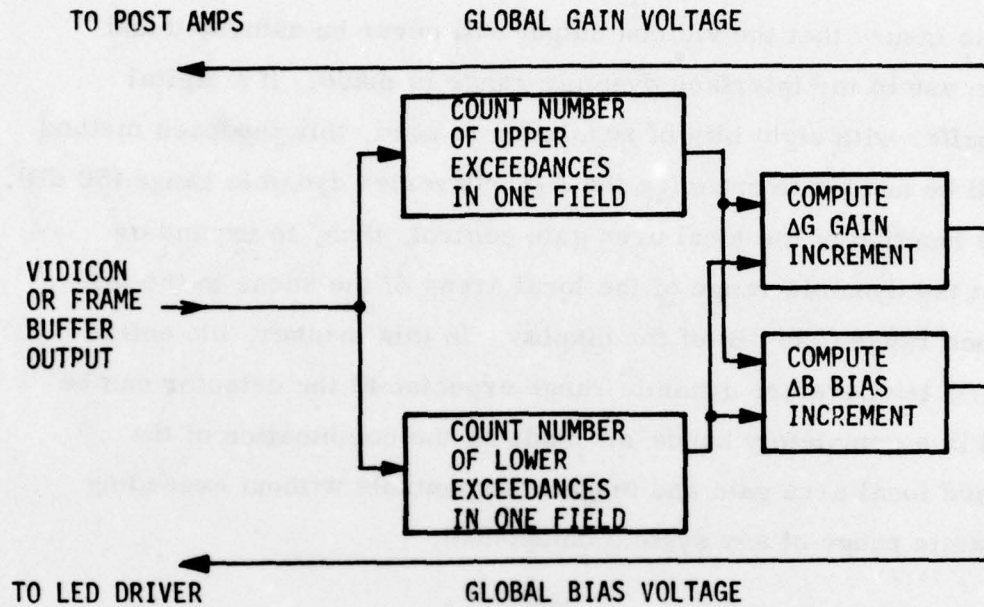 TO POST AMPS
GLOBAL GAIN VOLTAGE
COUNT NUMBER
OF UPPER
EXCEEDANCES
IN ONE FIELD
COMPUTE
ΔG GAIN
INCREMENT
VIDICON
OR FRAME
BUFFER
OUTPUT
COMPUTE
ΔB BIAS
INCREMENT
COUNT NUMBER
OF LOWER
EXCEEDANCES
IN ONE FIELD
TO LED DRIVER
GLOBAL BIAS VOLTAGE